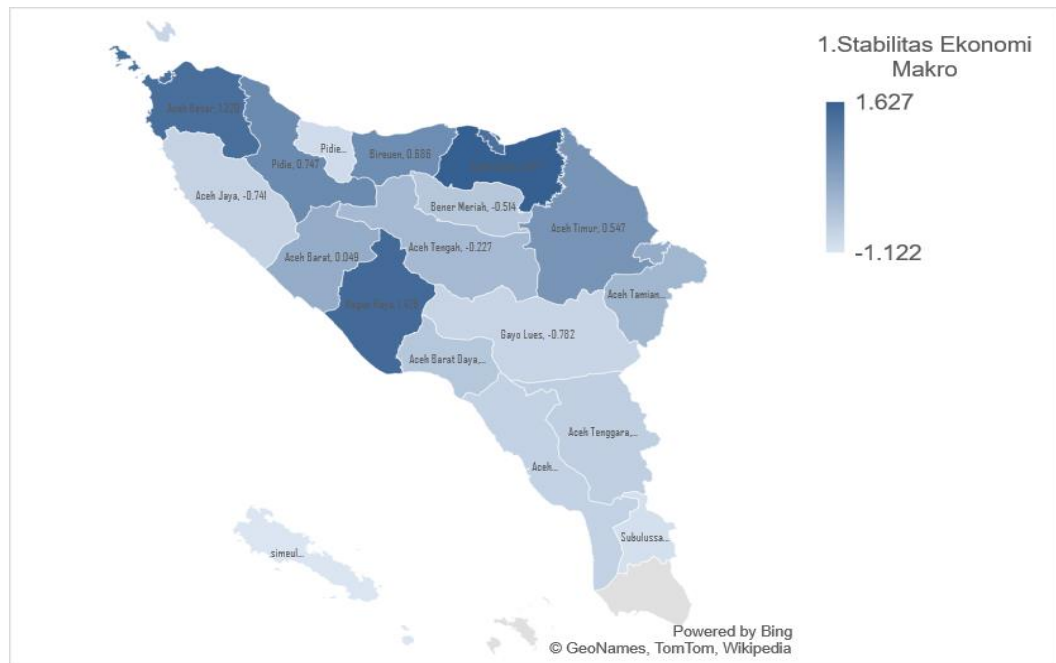 1.Stabilitas Ekonomi
Makro
1.627
-1.122
Pidie...
Bireuen, 0.686
Pidie, 0.747
Aceh Jaya, -0.741
Bener Meriah, -0.514
Aceh Timur, 0.547
Aceh Tengah, -0.227
Aceh Barat, 0.049
Aceh Tamian...
Gayo Lues, -0.782
Aceh Barat Daya,...
Aceh Tenggara,...
Aceh...
Subulussa...
simeul...
Powered by Bing
© GeoNames, TomTom, Wikipedia